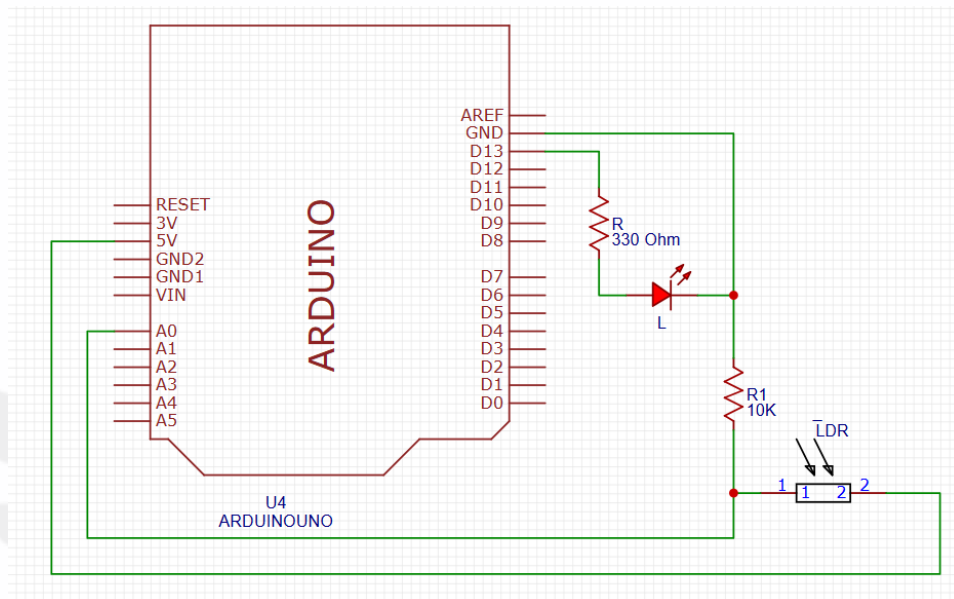 AREF
GND
D13
D12
D11
D10
D9
D8
D7
D6
D5
D4
D3
D2
D1
D0
RESET
3V
5V
GND2
GND1
VIN
A0
A1
A2
A3
A4
A5
ARDUINO
U4
ARDUINOUNO
R
330 Ohm
L
R1
10K
LDR
1
1
2
2